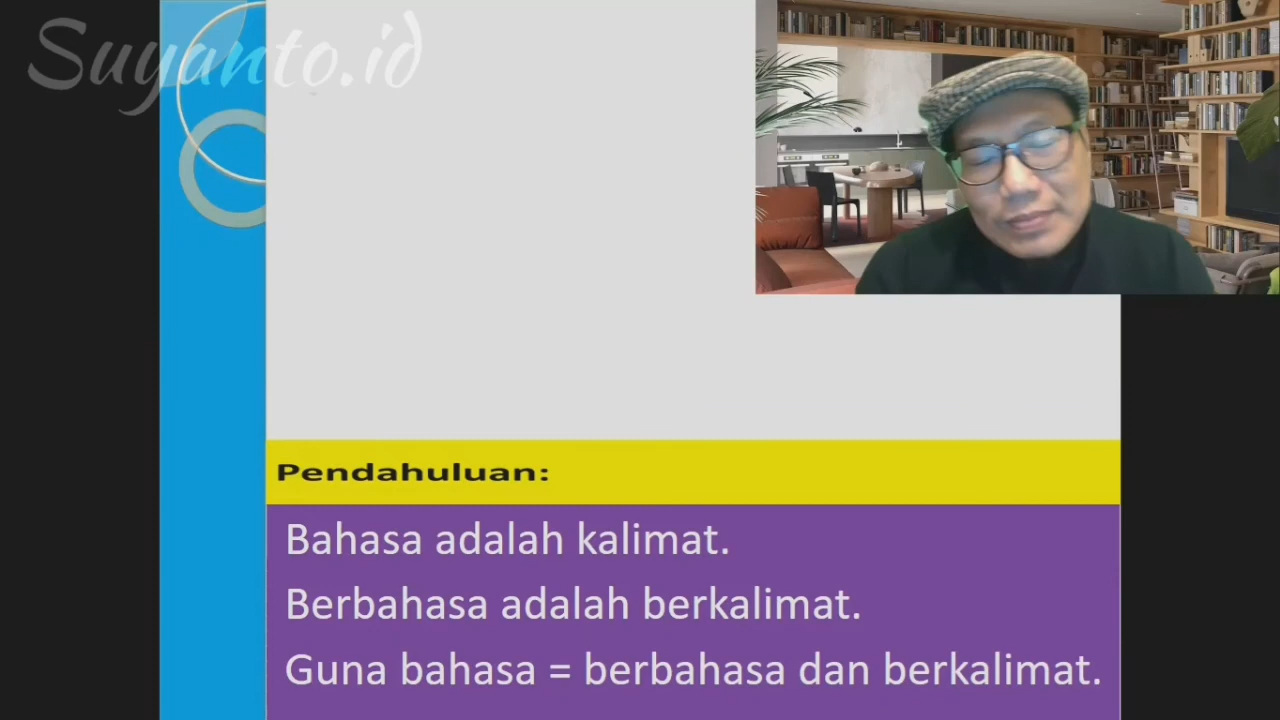 Suyanto.id
Pendahuluan:
Bahasa adalah kalimat.
Berbahasa adalah berkalimat.
Guna bahasa = berbahasa dan berkalimat.